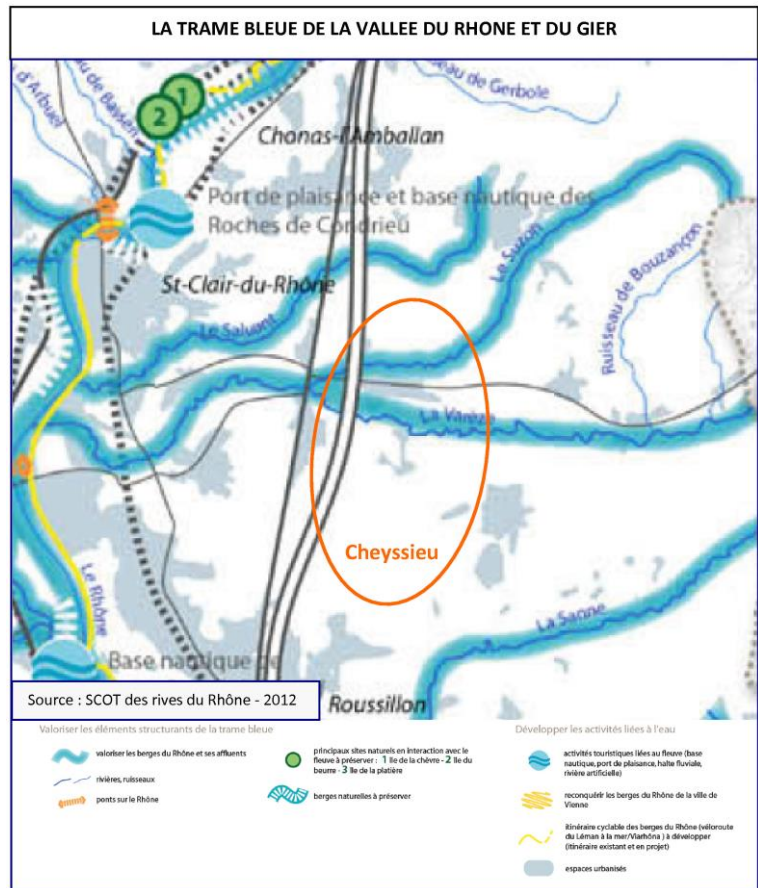 LA TRAME BLEUE DE LA VALLEE DU RHONE ET DU GIER
1
2
Chonas-l'Amballan
Port de plaisance et base nautique des
Roches de Condrieu
St-Clair-du-Rhône
Le Saluant
Le Suzon
Ruisseau de Bouzançon
La Varèze
Cheyssieu
Le Rhône
La Sanne
Base nautique de
Roussillon
Source : SCOT des rives du Rhône - 2012
Valoriser les éléments structurants de la trame bleue
valoriser les berges du Rhône et ses affluents
rivières, ruisseaux
ponts sur le Rhône
principaux sites naturels en interaction avec le
fleuve à préserver : 1 Ile de la chèvre - 2 Ile du
beurre - 3 Ile de la platière
berges naturelles à préserver
Développer les activités liées à l'eau
activités touristiques liées au fleuve (base
nautique, port de plaisance, halte fluviale,
rivière artificielle)
reconquérir les berges du Rhône de la ville de
Vienne
itinéraire cyclable des berges du Rhône (véloroute
du Léman à la mer/Viarhôna ) à développer
(itinéraire existant et en projet)
espaces urbanisés